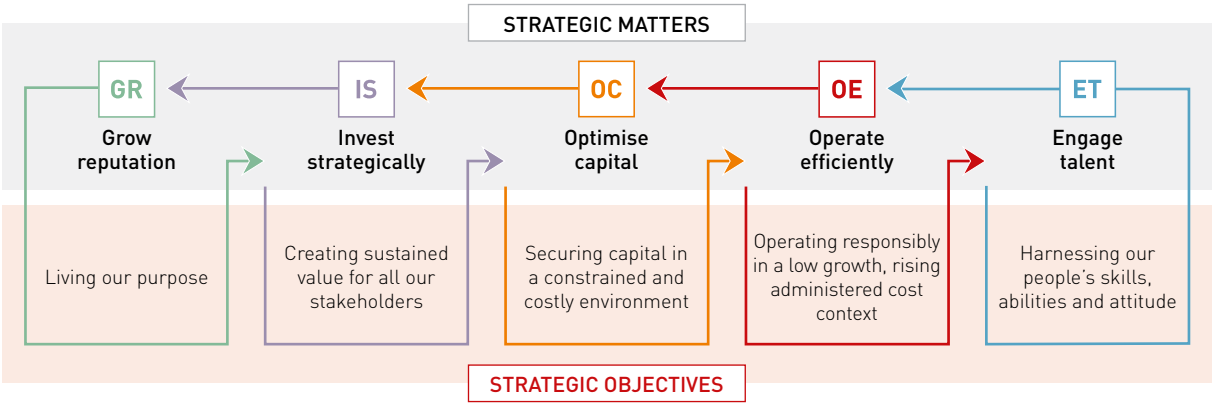 STRATEGIC MATTERS
GR
IS
OC
OE
ET
Grow
reputation
Invest
strategically
Optimise
capital
Operate
efficiently
Engage
talent
Living our purpose
Creating sustained
value for all our
stakeholders
Securing capital in
a constrained and
costly environment
Operating responsibly
in a low growth, rising
administered cost
context
Harnessing our
people’s skills,
abilities and attitude
STRATEGIC OBJECTIVES